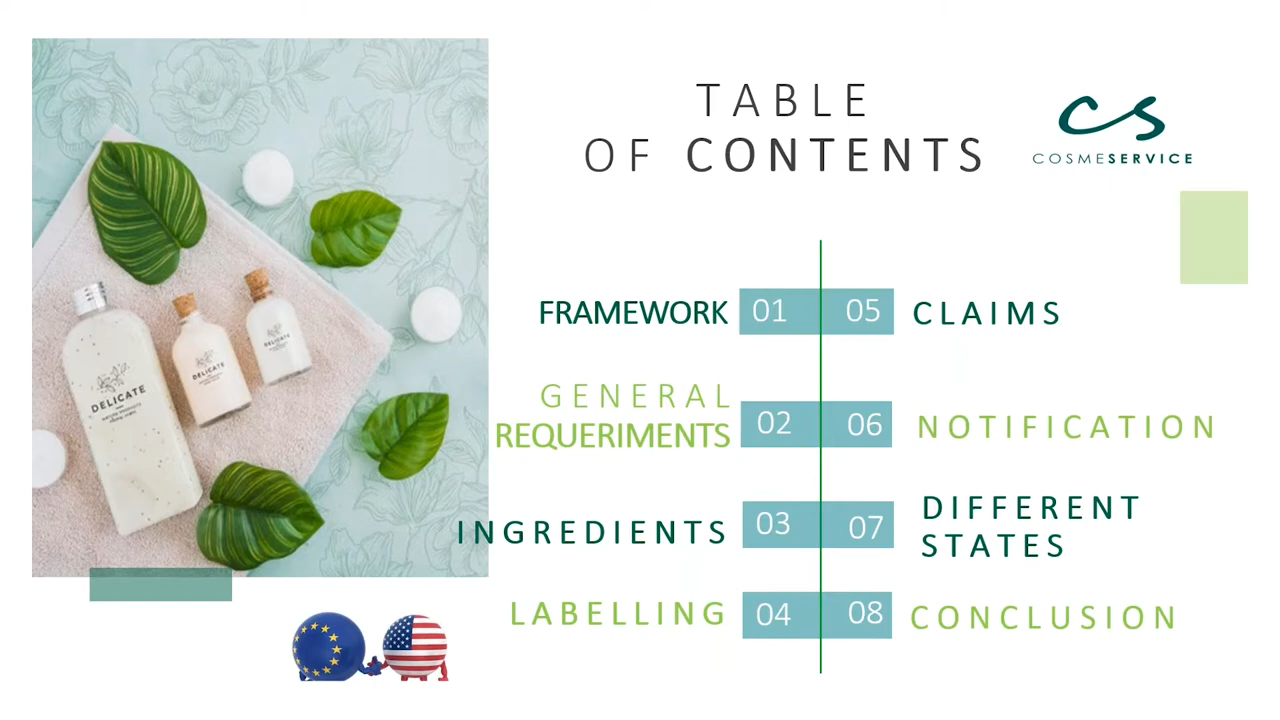 TABLE
OF CONTENTS
CS
COSMESERVICE
FRAMEWORK 01
GENERAL
REQUERIMENTS 02
INGREDIENTS 03
LABELLING 04
05 CLAIMS
06 NOTIFICATION
07 DIFFERENT
STATES
08 CONCLUSION
DELICATE
DELICATE
DELICATE